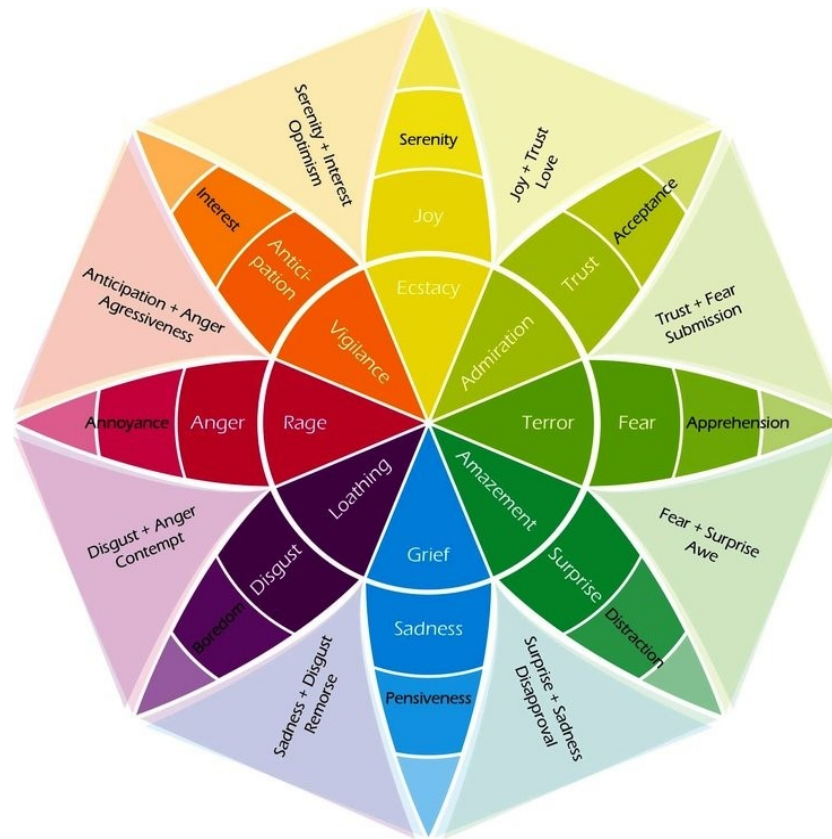 Serenity + Interest
Optimism
Joy + Trust
Love
Serenity
Joy
Ecstacy
Interest
Antici-
pation
Vigilance
Acceptance
Trust
Admiration
Anticipation + Anger
Agressiveness
Trust + Fear
Submission
Annoyance
Anger
Rage
Terror
Fear
Apprehension
Disgust + Anger
Contempt
Loathing
Disgust
Boredom
Grief
Sadness
Pensiveness
Amazement
Surprise
Distraction
Fear + Surprise
Awe
Sadness + Disgust
Remorse
Surprise + Sadness
Disapproval